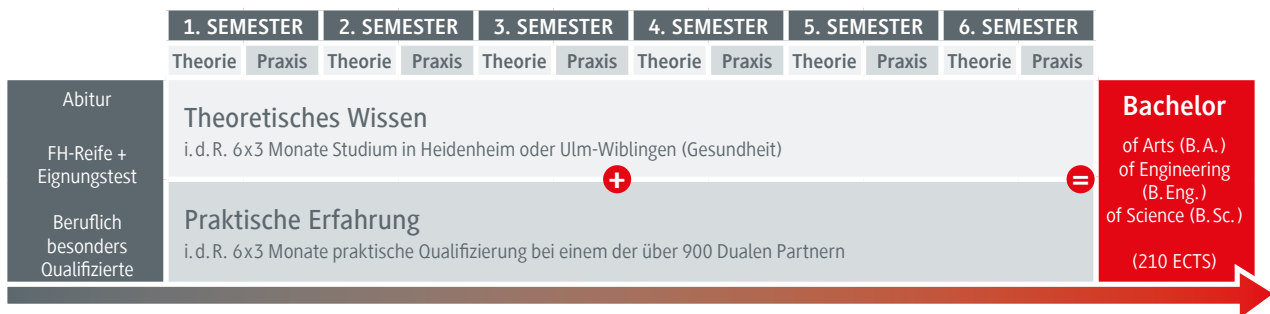 1. SEMESTER 2. SEMESTER 3. SEMESTER 4. SEMESTER 5. SEMESTER 6. SEMESTER
Theorie Praxis Theorie Praxis Theorie Praxis Theorie Praxis Theorie Praxis Theorie Praxis
Abitur
FH-Reife +
Eignungstest
Beruflich
besonders
Qualifizierte
Theoretisches Wissen
i. d. R. 6x3 Monate Studium in Heidenheim oder Ulm-Wiblingen (Gesundheit)
+
Praktische Erfahrung
i. d. R. 6x3 Monate praktische Qualifizierung bei einem der über 900 Dualen Partnern
=
Bachelor
of Arts (B. A.)
of Engineering
(B. Eng.)
of Science (B. Sc.)
(210 ECTS)